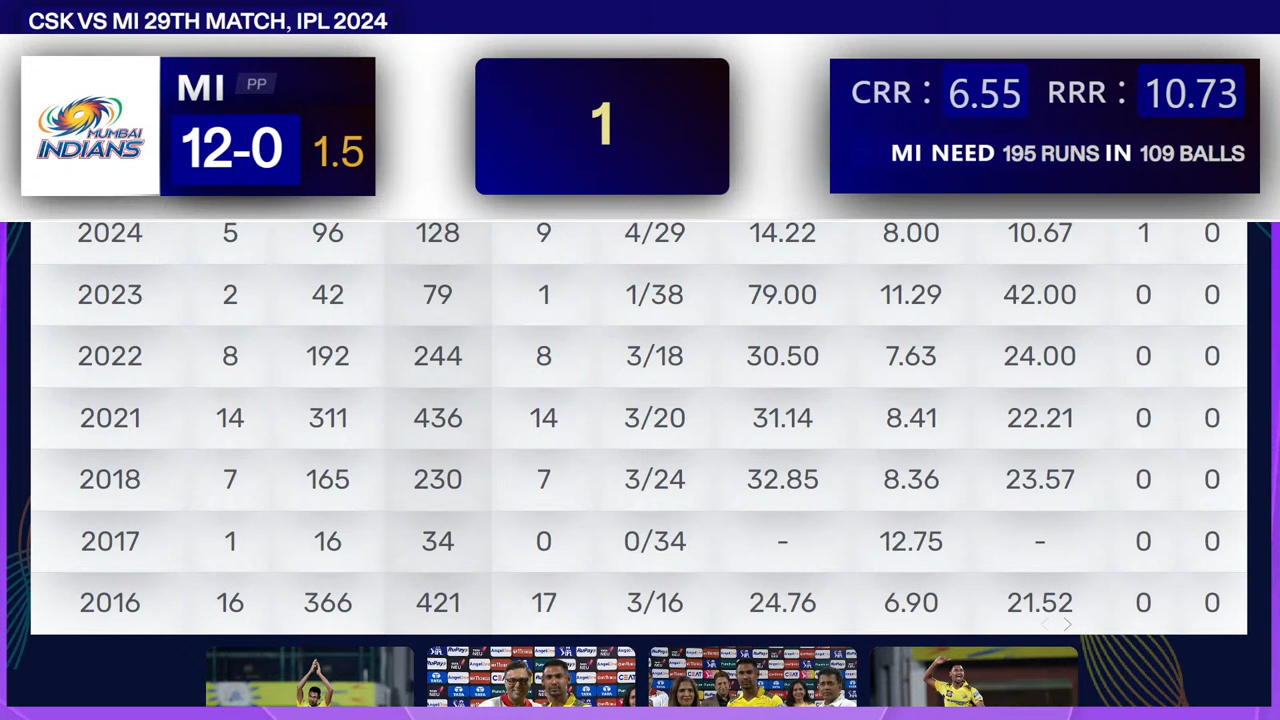 CSK VS MI 29TH MATCH, IPL 2024
MUMBAI
INDIANS
MI PP
12-0 1.5
1
CRR : 6.55 RRR : 10.73
MI NEED 195 RUNS IN 109 BALLS
2024 5 96 128 9 4/29 14.22 8.00 10.67 1 0
2023 2 42 79 1 1/38 79.00 11.29 42.00 0 0
2022 8 192 244 8 3/18 30.50 7.63 24.00 0 0
2021 14 311 436 14 3/20 31.14 8.41 22.21 0 0
2018 7 165 230 7 3/24 32.85 8.36 23.57 0 0
2017 1 16 34 0 0/34 - 12.75 - 0 0
2016 16 366 421 17 3/16 24.76 6.90 21.52 0 0